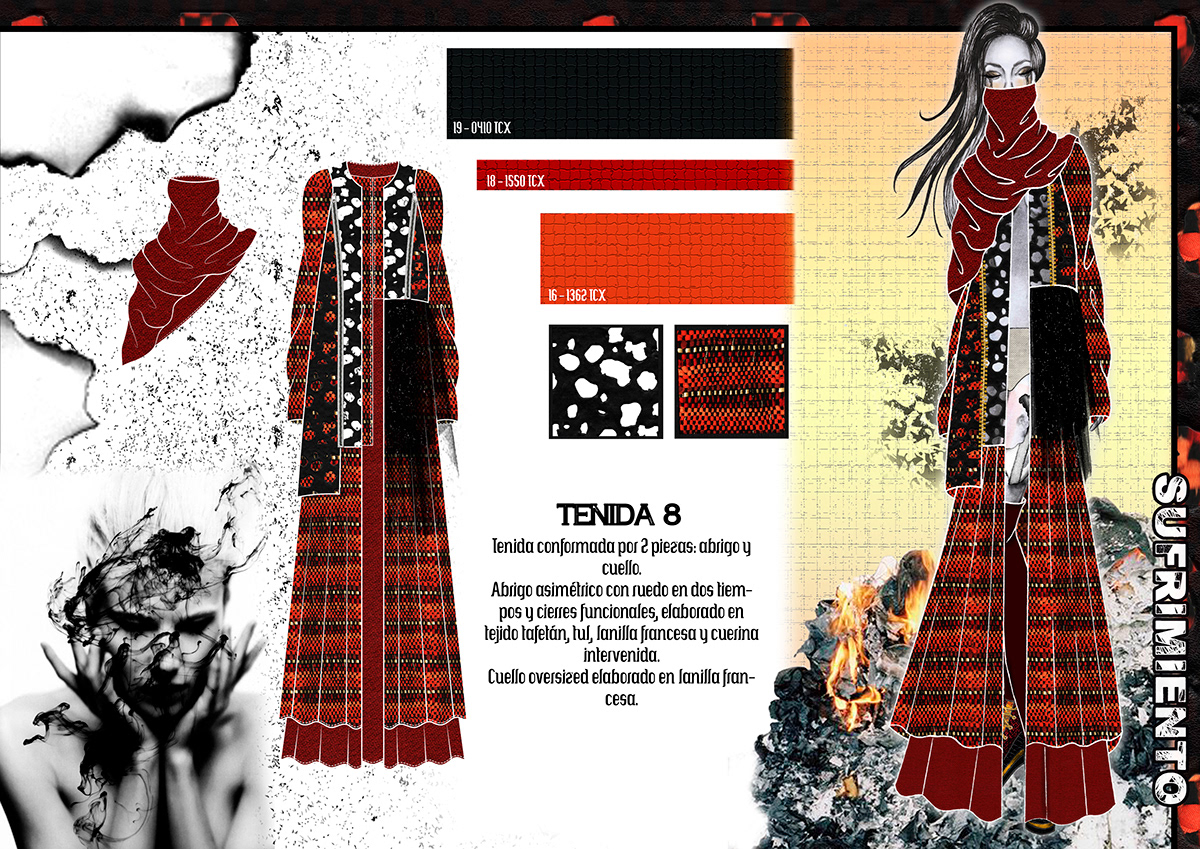 19 - 0410 TCX
18 - 1550 TCX
16 - 1362 TCX
TENIDA 8
Tenida conformada por 2 piezas: abrigo y
cuello.
Abrigo asimétrico con ruedo en dos tiem-
pos y cierres funcionales, elaborado en
tejido tafetán, tul, lanilla francesa y cuerina
intervenida.
Cuello oversized elaborado en lanilla fran-
cesa.
SUFRIMIENTO